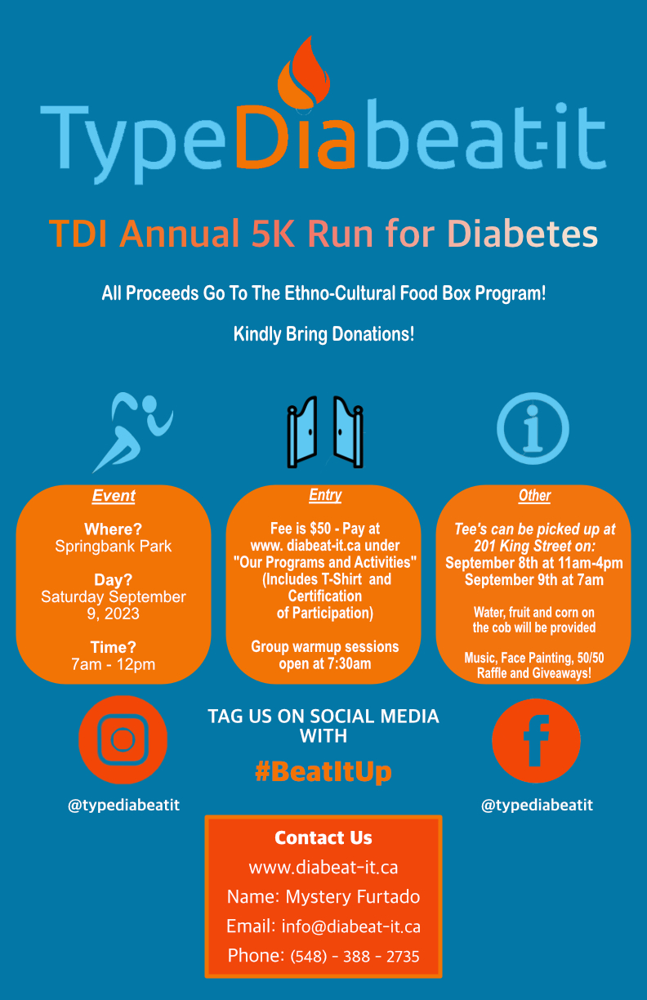 TypeDiabeat-it
TDI Annual 5K Run for Diabetes
All Proceeds Go To The Ethno-Cultural Food Box Program!
Kindly Bring Donations!
Event
Where?
Springbank Park
Day?
Saturday September
9, 2023
Time?
7am - 12pm
Entry
Fee is $50 - Pay at
www. diabeat-it.ca under
"Our Programs and Activities"
(Includes T-Shirt and
Certification
of Participation)
Group warmup sessions
open at 7:30am
Other
Tee's can be picked up at
201 King Street on:
September 8th at 11am-4pm
September 9th at 7am
Water, fruit and corn on
the cob will be provided
Music, Face Painting, 50/50
Raffle and Giveaways!
@typediabeatit
TAG US ON SOCIAL MEDIA
WITH
#BeatItUp
@typediabeatit
Contact Us
www.diabeat-it.ca
Name: Mystery Furtado
Email: info@diabeat-it.ca
Phone: (548) - 388 - 2735